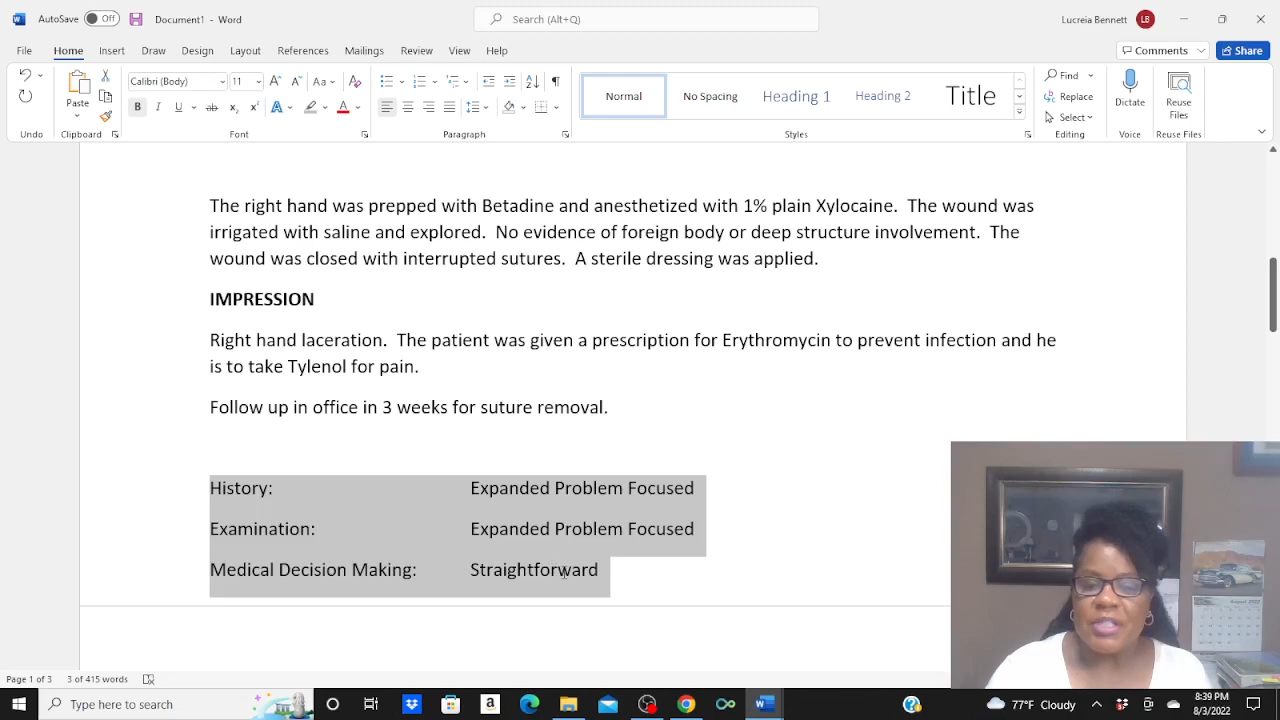 AutoSave
Off
Document1 - Word
Search (Alt+Q)
Lucreia Bennett
LB
File
Home
Insert
Draw
Design
Layout
References
Mailings
Review
View
Help
Comments
Share
Paste
Calibri (Body)
11
Normal
No Spacing
Heading 1
Heading 2
Title
Find
Replace
Select
Dictate
Reuse
Files
Undo
Clipboard
Font
Paragraph
Styles
Editing
Voice
Reuse Files
The right hand was prepped with Betadine and anesthetized with 1% plain Xylocaine. The wound was
irrigated with saline and explored. No evidence of foreign body or deep structure involvement. The
wound was closed with interrupted sutures. A sterile dressing was applied.
IMPRESSION
Right hand laceration. The patient was given a prescription for Erythromycin to prevent infection and he
is to take Tylenol for pain.
Follow up in office in 3 weeks for suture removal.
History: Expanded Problem Focused
Examination: Expanded Problem Focused
Medical Decision Making: Straightforward
Page 1 of 3
3 of 415 words
Type here to search
77°F Cloudy
8:39 PM
8/3/2022